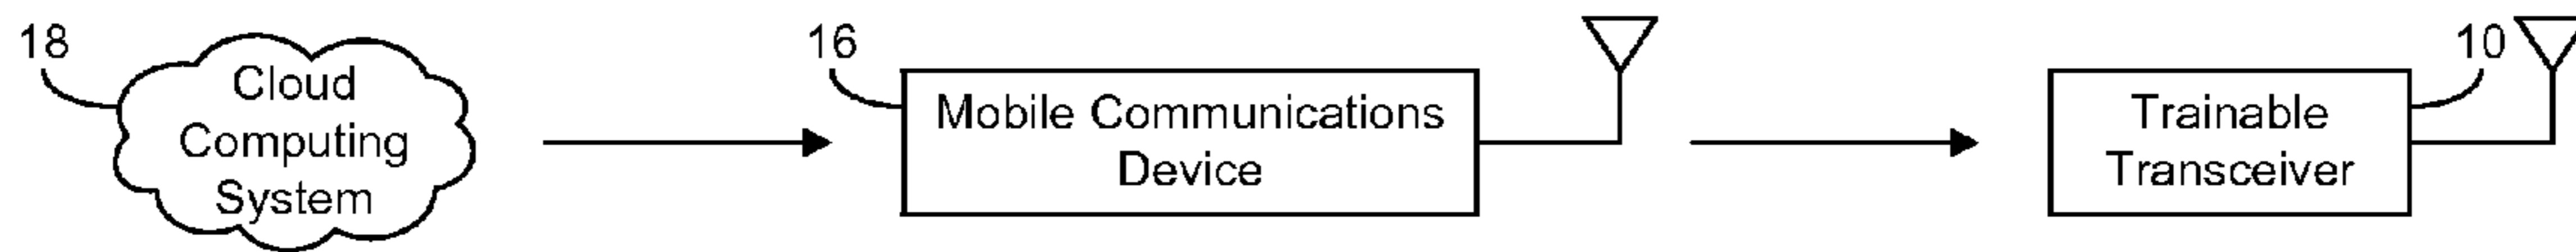 18
Cloud
Computing
System
16
Mobile Communications
Device
10
Trainable
Transceiver